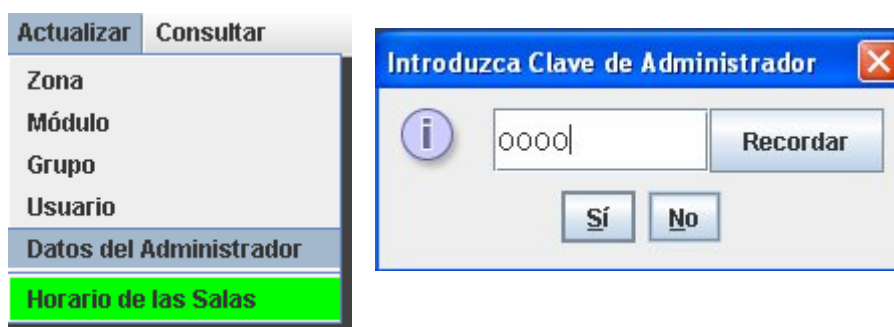 Actualizar Consultar
Zona
Módulo
Grupo
Usuario
Datos del Administrador
Horario de las Salas
Introduzca Clave de Administrador
i
oooo
Recordar
Sí No